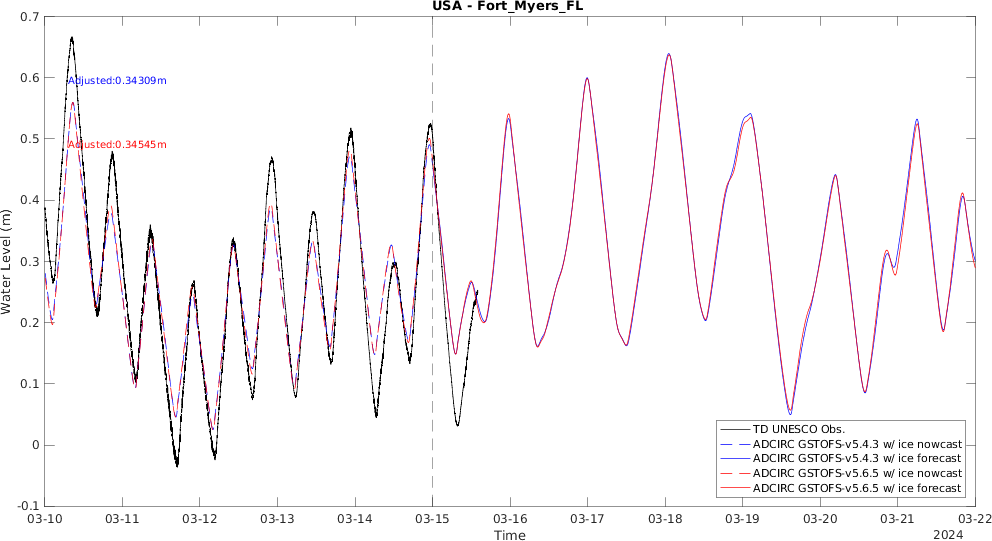 USA - Fort_Myers_FL
0.7
0.6
0.5
0.4
0.3
0.2
0.1
0
-0.1
Water Level (m)
Adjusted:0.34309m
Adjusted:0.34545m
TD UNESCO Obs.
ADCIRC GSTOFS-v5.4.3 w/ ice nowcast
ADCIRC GSTOFS-v5.4.3 w/ ice forecast
ADCIRC GSTOFS-v5.6.5 w/ ice nowcast
ADCIRC GSTOFS-v5.6.5 w/ ice forecast
03-10 03-11 03-12 03-13 03-14 03-15 03-16 03-17 03-18 03-19 03-20 03-21 03-22
Time
2024